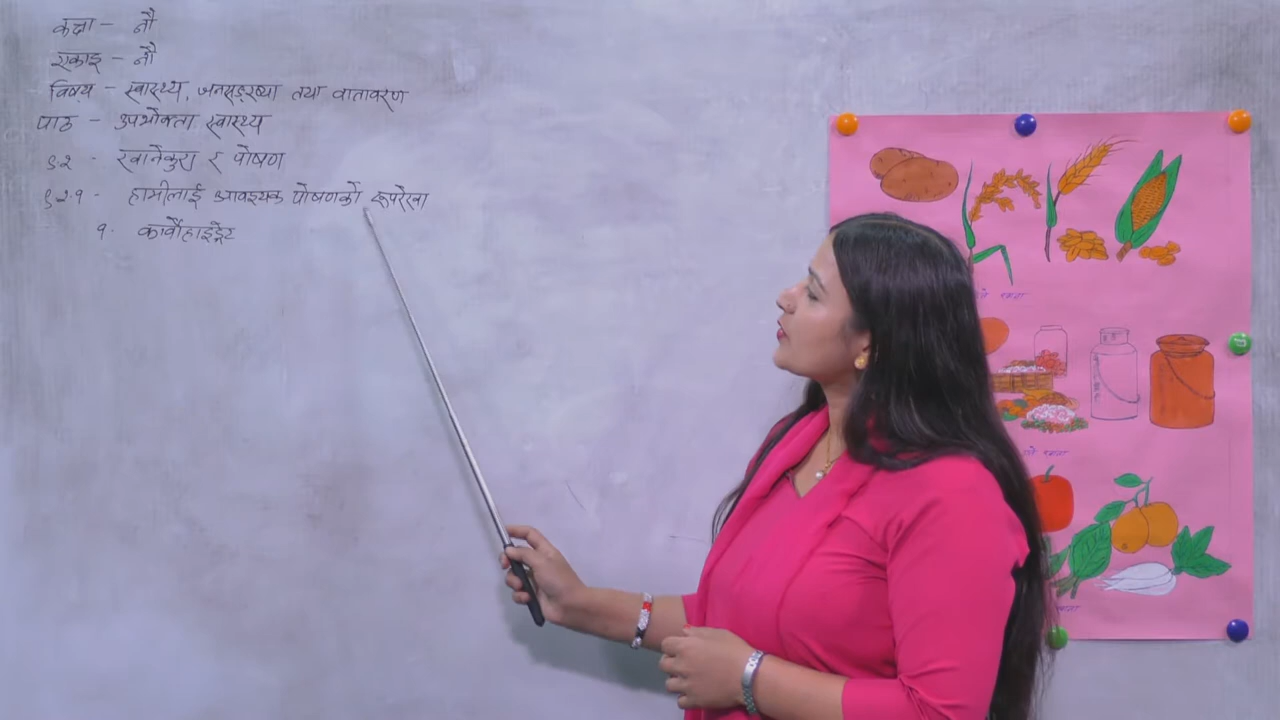 कक्षा - नौ
एकाइ - नौ
विषय - स्वास्थ्य, जनसङ्ख्या तथा वातावरण
पाठ - उपभोक्ता स्वास्थ्य
९.२ - खानेकुरा र पोषण
९.२.१ - हामीलाई आवश्यक पोषणको रूपरेखा
१. कार्वोहाइड्रेट